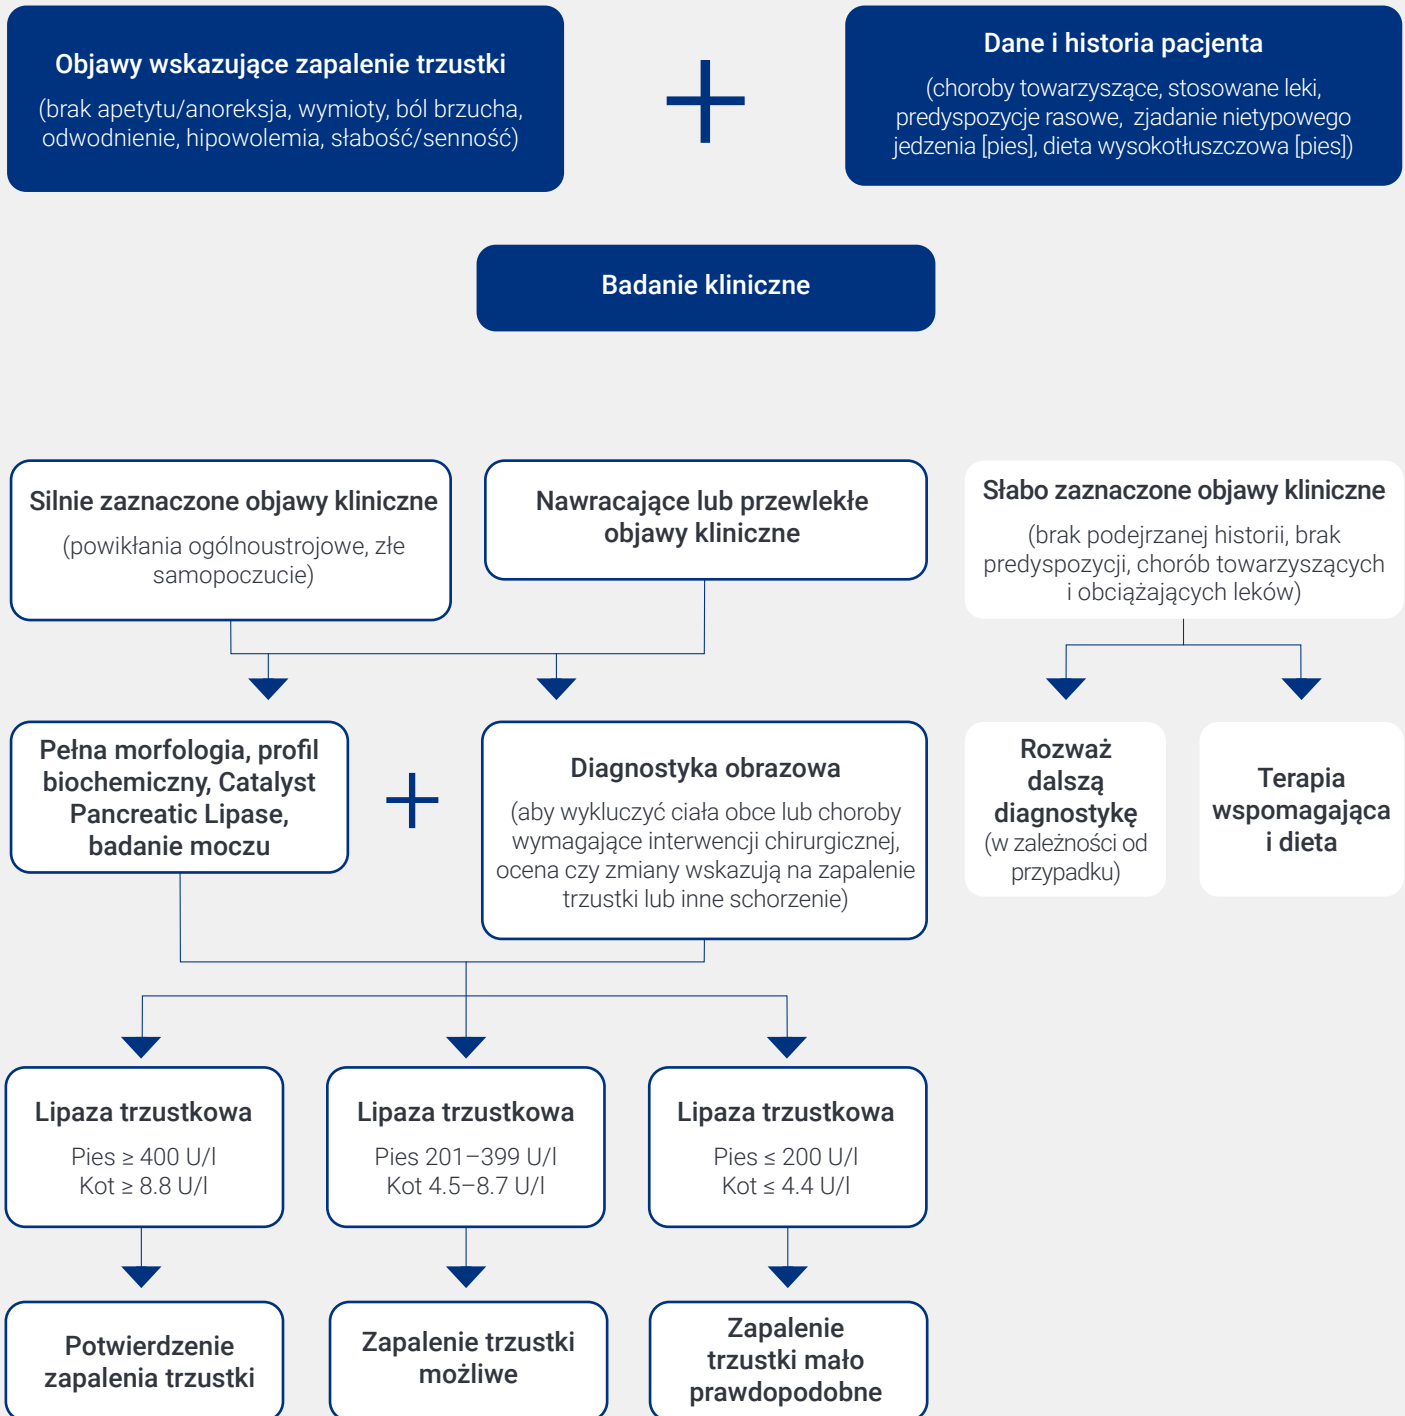 Objawy wskazujące zapalenie trzustki
(brak apetytu/anoreksja, wymioty, ból brzucha,
odwodnienie, hipowolemia, słabość/senność)
+
Dane i historia pacjenta
(choroby towarzyszące, stosowane leki,
predyspozycje rasowe, zjadanie nietypowego
jedzenia [pies], dieta wysokotłuszczowa [pies])
Badanie kliniczne
Silnie zaznaczone objawy kliniczne
(powikłania ogólnoustrojowe, złe
samopoczucie)
Nawracające lub przewlekłe
objawy kliniczne
Słabo zaznaczone objawy kliniczne
(brak podejrzanej historii, brak
predyspozycji, chorób towarzyszących
i obciążających leków)
Pełna morfologia, profil
biochemiczny, Catalyst
Pancreatic Lipase,
badanie moczu
+
Diagnostyka obrazowa
(aby wykluczyć ciała obce lub choroby
wymagające interwencji chirurgicznej,
ocena czy zmiany wskazują na zapalenie
trzustki lub inne schorzenie)
Rozważ
dalszą
diagnostykę
(w zależności od
przypadku)
Terapia
wspomagająca
i dieta
Lipaza trzustkowa
Pies ≥ 400 U/l
Kot ≥ 8.8 U/l
Lipaza trzustkowa
Pies 201–399 U/l
Kot 4.5–8.7 U/l
Lipaza trzustkowa
Pies ≤ 200 U/l
Kot ≤ 4.4 U/l
Potwierdzenie
zapalenia trzustki
Zapalenie trzustki
możliwe
Zapalenie
trzustki mało
prawdopodobne